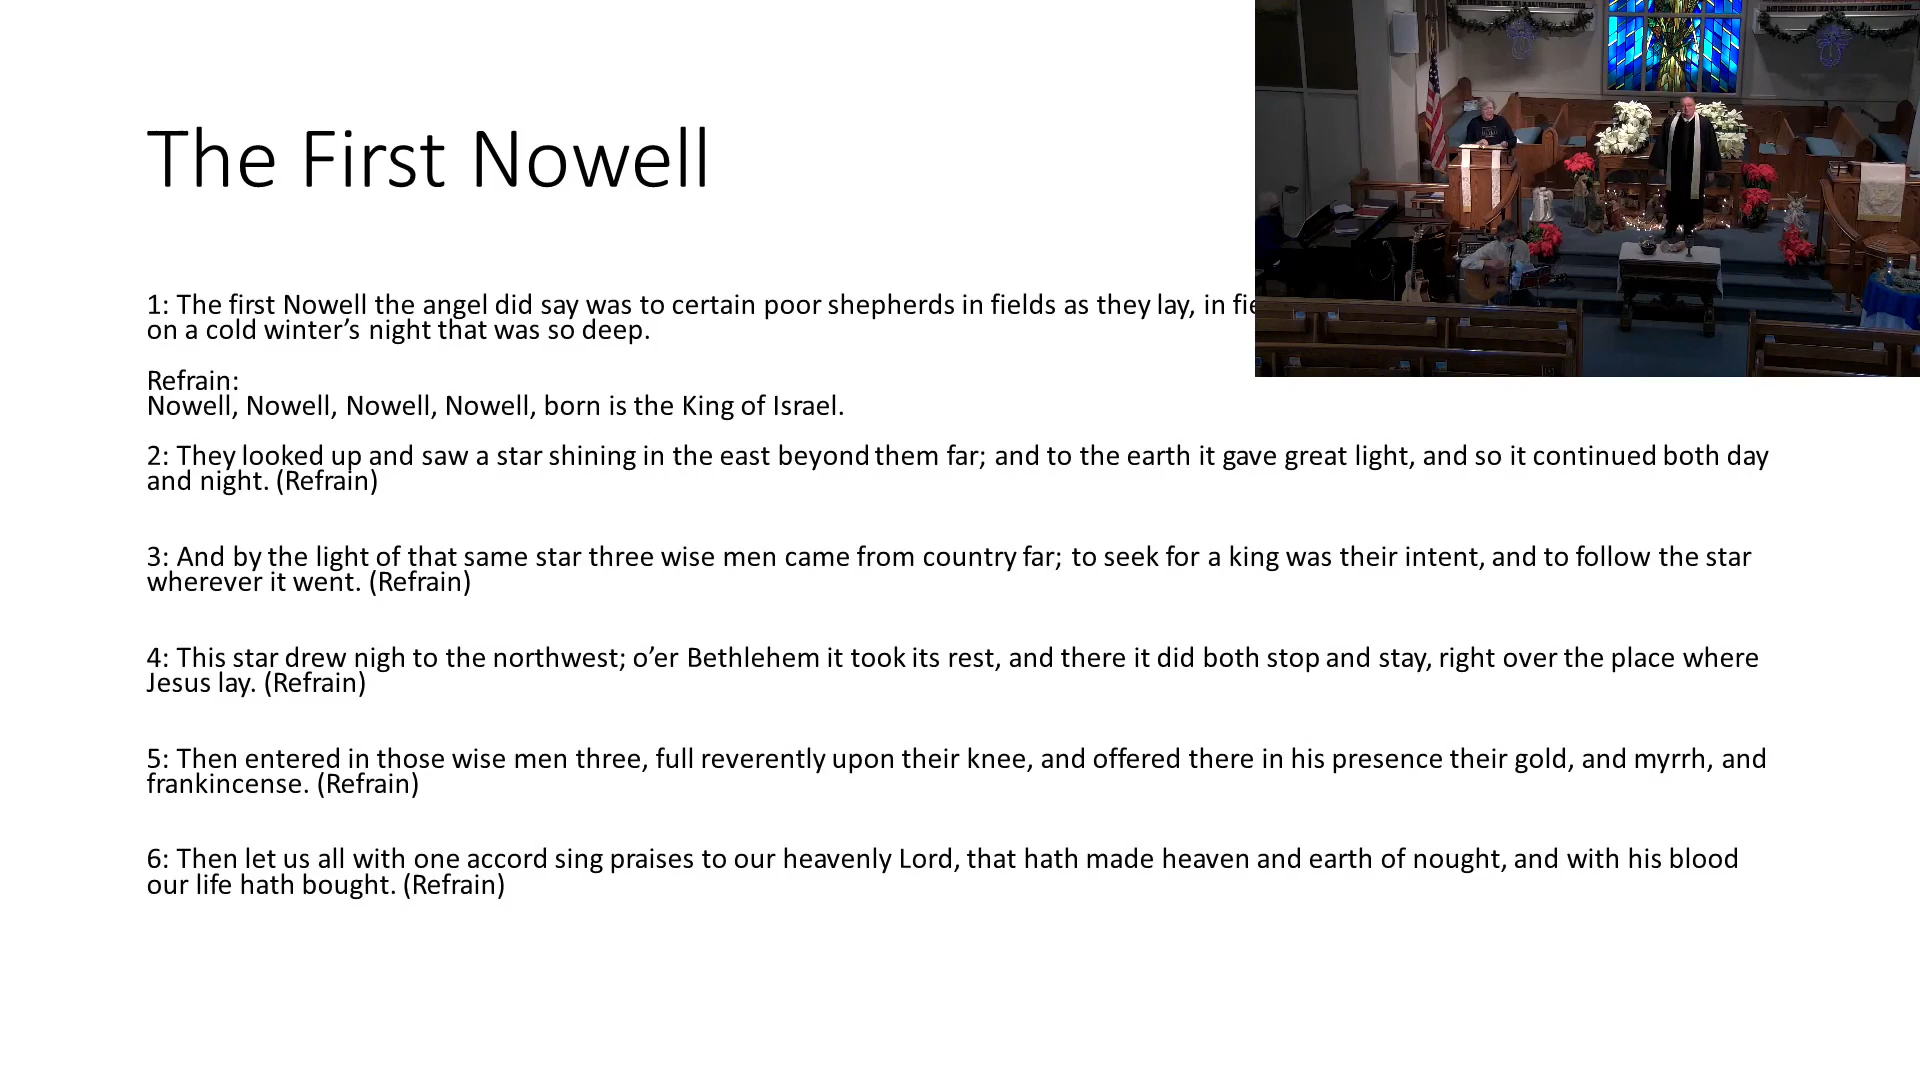 The First Nowell
1: The first Nowell the angel did say was to certain poor shepherds in fields as they lay, in
on a cold winter’s night that was so deep.
Refrain:
Nowell, Nowell, Nowell, Nowell, born is the King of Israel.
2: They looked up and saw a star shining in the east beyond them far; and to the earth it gave great light, and so it continued both day
and night. (Refrain)
3: And by the light of that same star three wise men came from country far; to seek for a king was their intent, and to follow the star
wherever it went. (Refrain)
4: This star drew nigh to the northwest; o’er Bethlehem it took its rest, and there it did both stop and stay, right over the place where
Jesus lay. (Refrain)
5: Then entered in those wise men three, full reverently upon their knee, and offered there in his presence their gold, and myrrh, and
frankincense. (Refrain)
6: Then let us all with one accord sing praises to our heavenly Lord, that hath made heaven and earth of nought, and with his blood
our life hath bought. (Refrain)